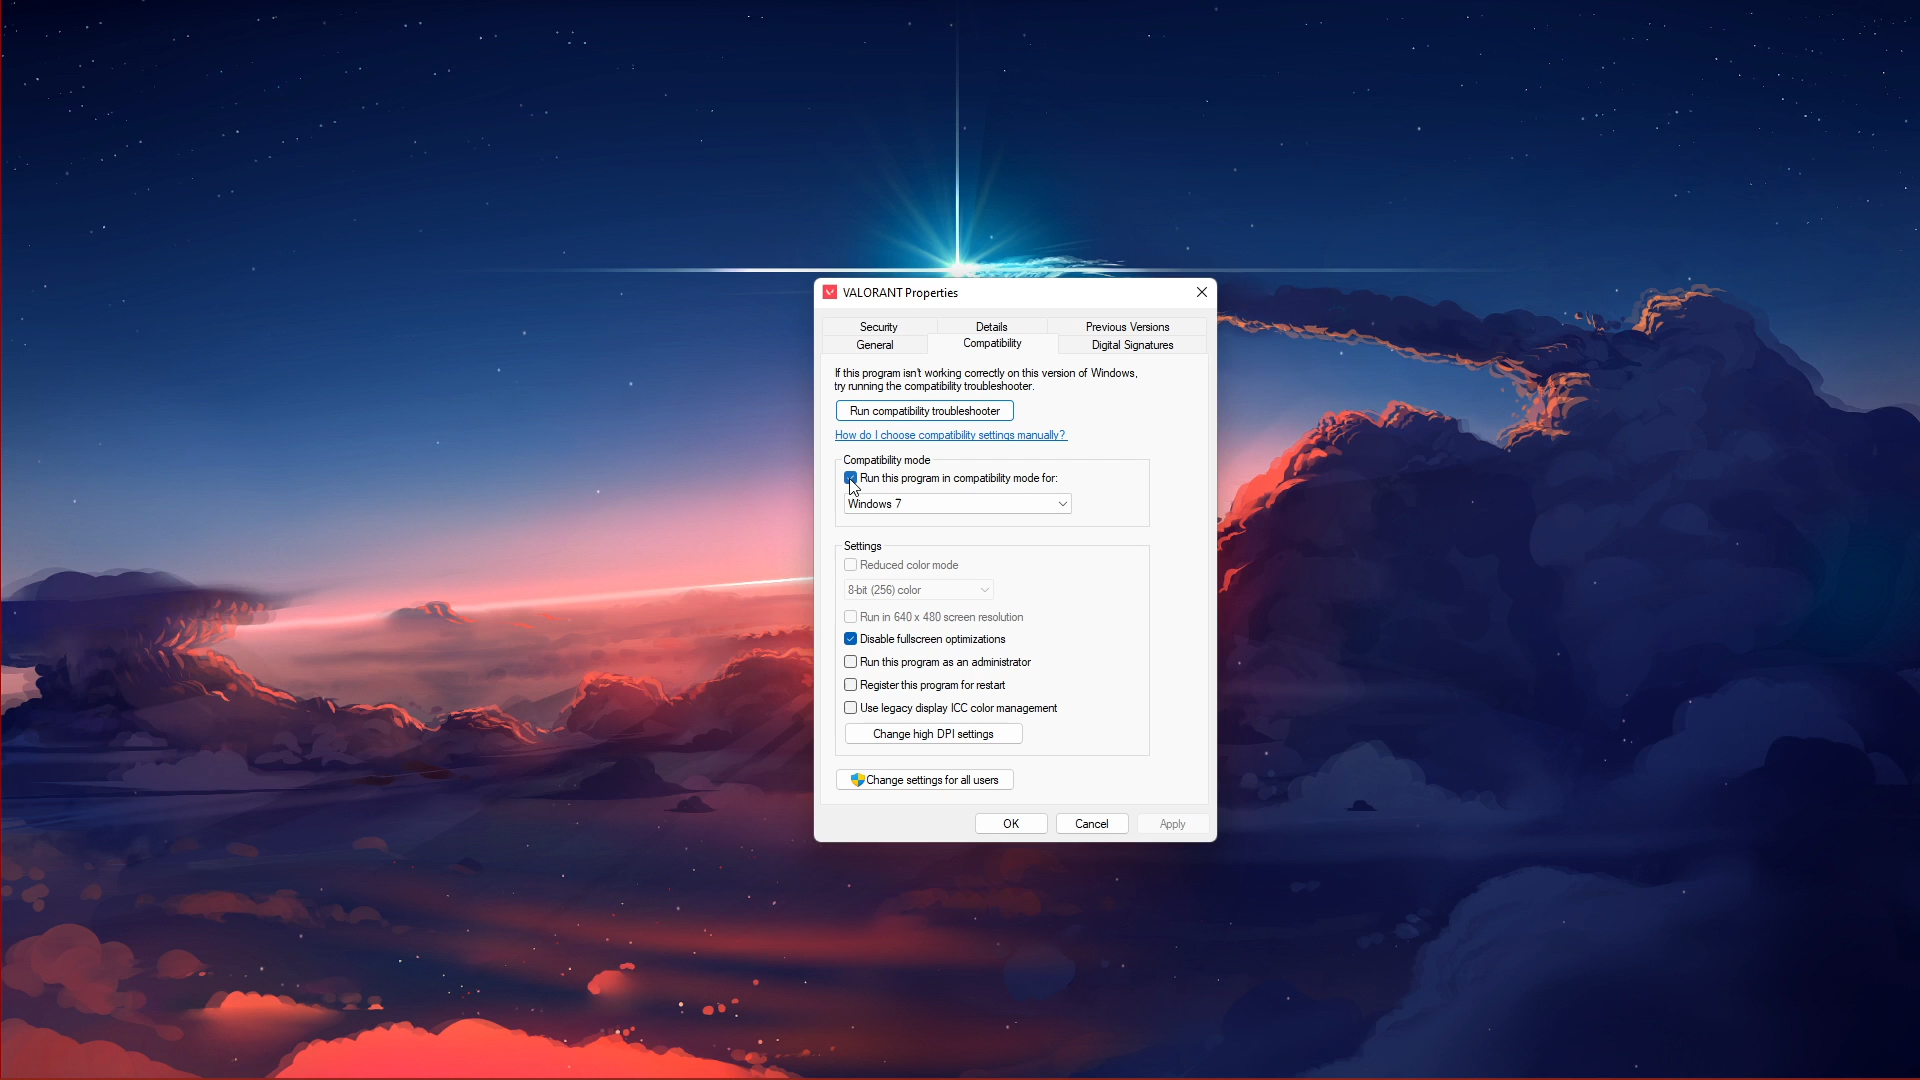 VALORANT Properties
Security
Details
Previous Versions
General
Compatibility
Digital Signatures
If this program isn't working correctly on this version of Windows,
try running the compatibility troubleshooter.
Run compatibility troubleshooter
How do I choose compatibility settings manually?
Compatibility mode
Run this program in compatibility mode for:
Windows 7
Settings
Reduced color mode
8-bit (256) color
Run in 640 x 480 screen resolution
Disable fullscreen optimizations
Run this program as an administrator
Register this program for restart
Use legacy display ICC color management
Change high DPI settings
Change settings for all users
OK
Cancel
Apply